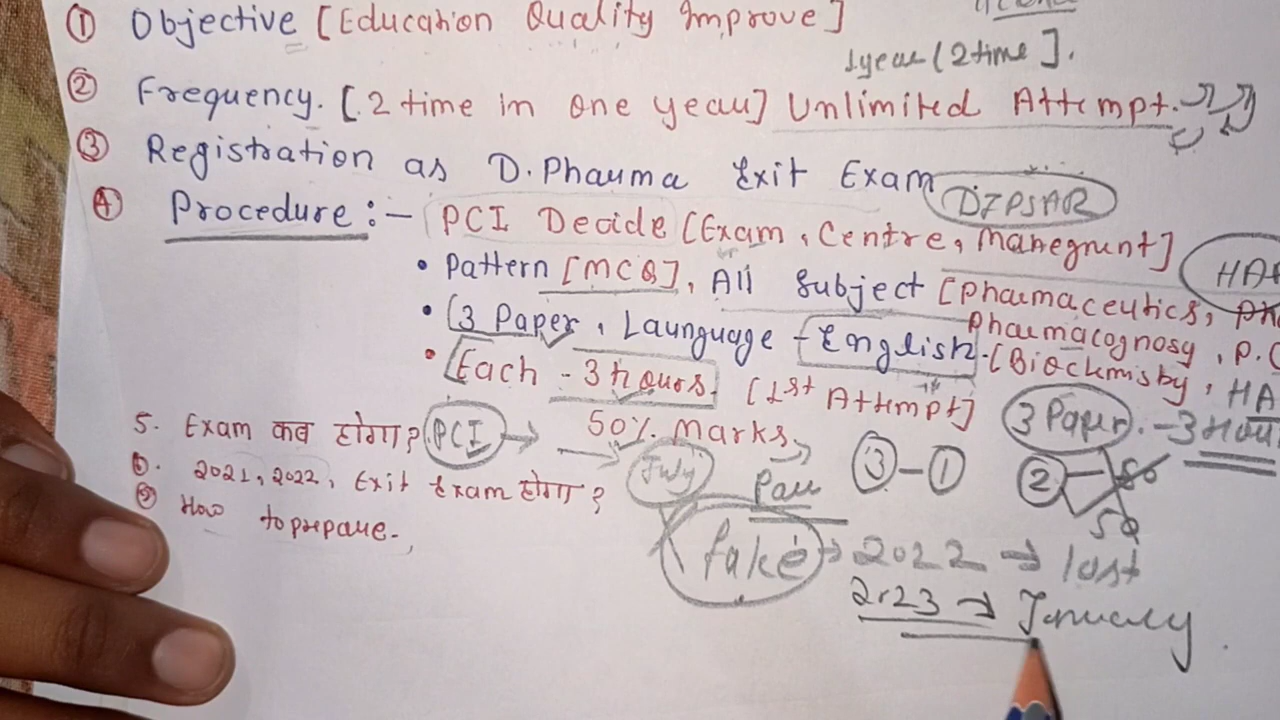 ① Objective [Education Quality Improve]
1year (2time].
② Frequency. [.2 time in one year] Unlimited Attempt.
③ Registration as D.Pharma Exit Exam
DIPSAR
④ Procedure :- PCI Decide [Exam, Centre, Manegment]
• Pattern [MCQ], All Subject [Pharmaceutics,
• (3 Paper, Launguage - English. Pharmacognosy, P.C
• [Each - 3 hours. [1st Attempt] [Biochemistry, HA
5. Exam कब होगा? PCI → 50% Marks, 3 Paper. - 3 Hour
6. 2021, 2022, Exit Exam होगा? July Pass ③-① ②
50
How to prepare.
fake → 2022 → last
2023 → January